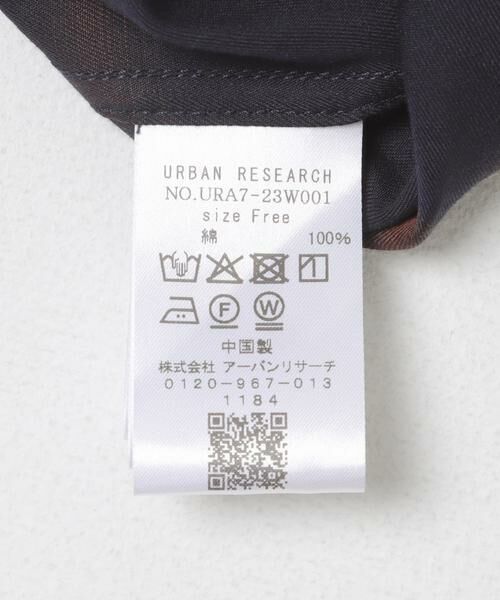 URBAN RESEARCH
NO.URA7-23W001
size Free
綿 100%
F W
中国製
株式会社 アーバンリサーチ
0120-967-013
1184